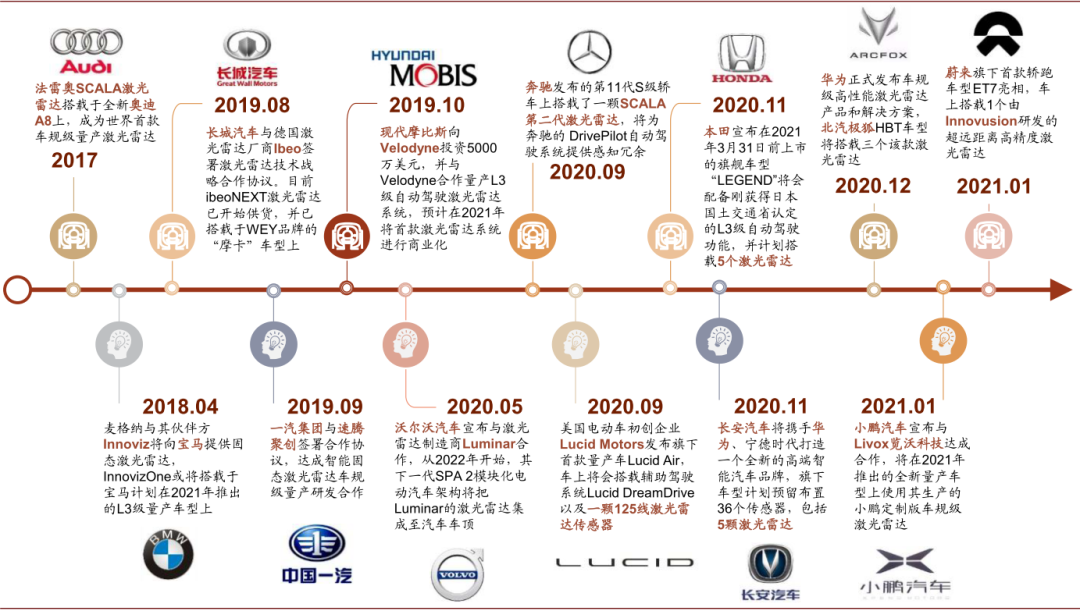 Audi
法雷奥SCALA激光
雷达搭载于全新奥迪
A8上，成为世界首款
车规级量产激光雷达
2017
长城汽车
Great Wall Motors
2019.08
长城汽车与德国激
光雷达厂商Ibeo签
署激光雷达技术战
略合作协议。目前
ibeoNEXT激光雷达
已开始供货，并已
搭载于WEY品牌的
“摩卡”车型上
HYUNDAI
MOBIS
2019.10
现代摩比斯向
Velodyne投资5000
万美元，并与
Velodyne合作量产L3
级自动驾驶激光雷达
系统，预计在2021年
将首款激光雷达系统
进行商业化
奔驰发布的第11代S级轿
车上搭载了一颗SCALA
第二代激光雷达，将为
奔驰的 DrivePilot自动驾
驶系统提供感知冗余
2020.09
HONDA
2020.11
本田宣布在2021
年3月31日前上市
的旗舰车型
“LEGEND”将会
配备刚获得日本
国土交通省认定
的L3级自动驾驶
功能，并计划搭
载5个激光雷达
ARCFOX
华为正式发布车规
级高性能激光雷达
产品和解决方案，
北汽极狐HBT车型
将搭载三个该款激
光雷达
2020.12
蔚来旗下首款轿跑
车型ET7亮相，车
上搭载1个由
Innovusion研发的
超远距离高精度激
光雷达
2021.01
2018.04
麦格纳与其伙伴方
Innoviz将向宝马提供固
态激光雷达，
InnovizOne或将搭载于
宝马计划在2021年推出
的L3级量产车型上
BMW
2019.09
一汽集团与速腾
聚创签署合作协
议，达成智能固
态激光雷达车规
级量产研发合作
中国一汽
2020.05
沃尔沃汽车宣布与激光
雷达制造商Luminar合
作，从2022年开始，其
下一代SPA 2模块化电
动汽车架构将把
Luminar的激光雷达集
成至汽车车顶
VOLVO
2020.09
美国电动车初创企业
Lucid Motors发布旗下
首款量产车Lucid Air，
车上将会搭载辅助驾驶
系统Lucid DreamDrive
以及一颗125线激光雷
达传感器
LUCID
2020.11
长安汽车将携手华
为、宁德时代打造
一个全新的高端智
能汽车品牌，旗下
车型计划预留布置
36个传感器，包括
5颗激光雷达
长安汽车
2021.01
小鹏汽车宣布与
Livox览沃科技达成
合作，将在2021年
推出的全新量产车
型上使用其生产的
小鹏定制版车规级
激光雷达
小鹏汽车